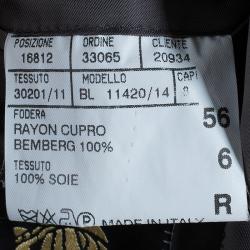 POSIZIONE ORDINE CLIENTE
16812 33065 20934
TESSUTO MODELLO CAPI
30201/11 BL 11420/14 8
FODERA
RAYON CUPRO 56
BEMBERG 100% 6
TESSUTO
100% SOIE R
MADE IN ITALY